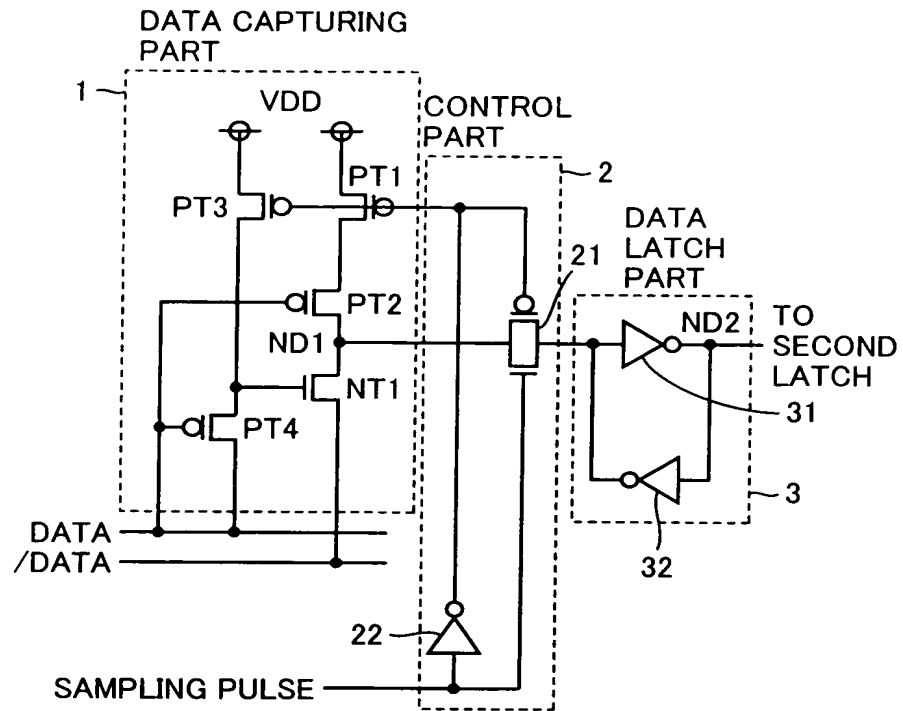 DATA CAPTURING
PART
1
VDD
CONTROL
PART
PT1
2
PT3
DATA
LATCH
PART
21
PT2
ND1
ND2
TO
SECOND
LATCH
NT1
31
PT4
3
DATA
/DATA
32
22
SAMPLING PULSE